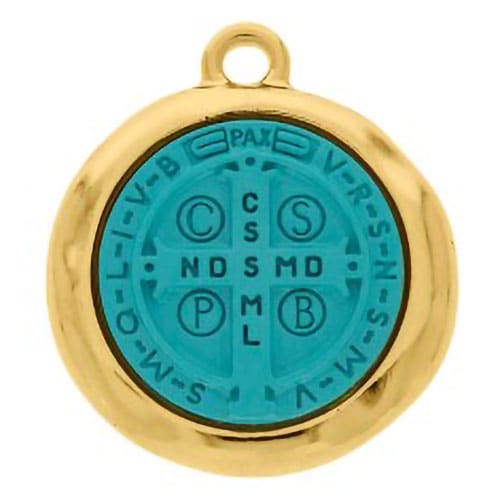 PAX
V-R-S-N-S-M-V
S-M-Q-L-I-V-B
C S
C
S
S
N D S M D
M
L
P B